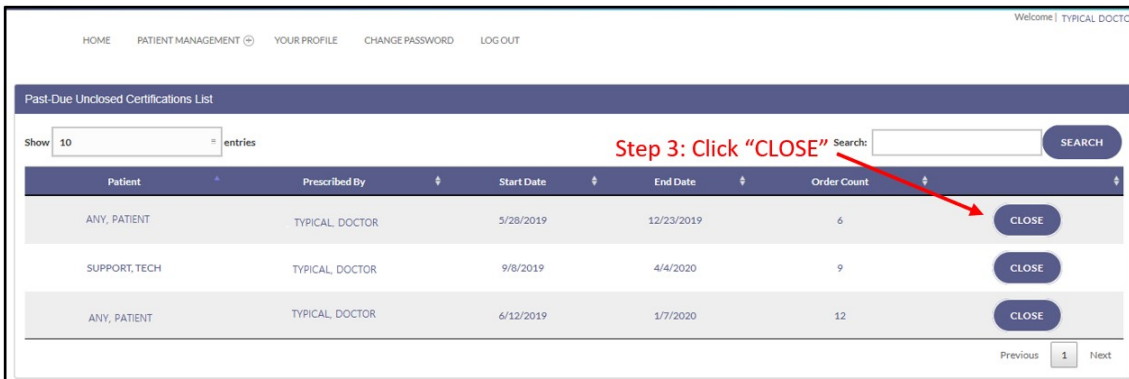 Welcome | TYPICAL DOCTO
HOME PATIENT MANAGEMENT YOUR PROFILE CHANGE PASSWORD LOG OUT
Past-Due Unclosed Certifications List
Show 10 entries Step 3: Click “CLOSE” Search: SEARCH
Patient Prescribed By Start Date End Date Order Count
ANY, PATIENT TYPICAL, DOCTOR 5/28/2019 12/23/2019 6 CLOSE
SUPPORT, TECH TYPICAL, DOCTOR 9/8/2019 4/4/2020 9 CLOSE
ANY, PATIENT TYPICAL, DOCTOR 6/12/2019 1/7/2020 12 CLOSE
Previous 1 Next